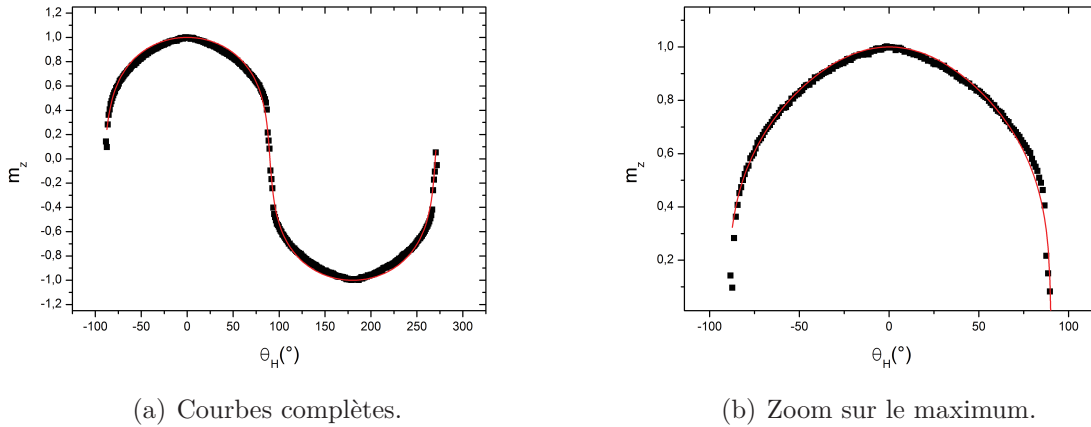 1,2
1,0
0,8
0,6
0,4
0,2
0,0
-0,2
-0,4
-0,6
-0,8
-1,0
-1,2
m_z
-100 -50 0 50 100 150 200 250 300
θ_H(°)
(a) Courbes complètes.
1,0
0,8
0,6
0,4
0,2
m_z
-100 -50 0 50 100
θ_H(°)
(b) Zoom sur le maximum.